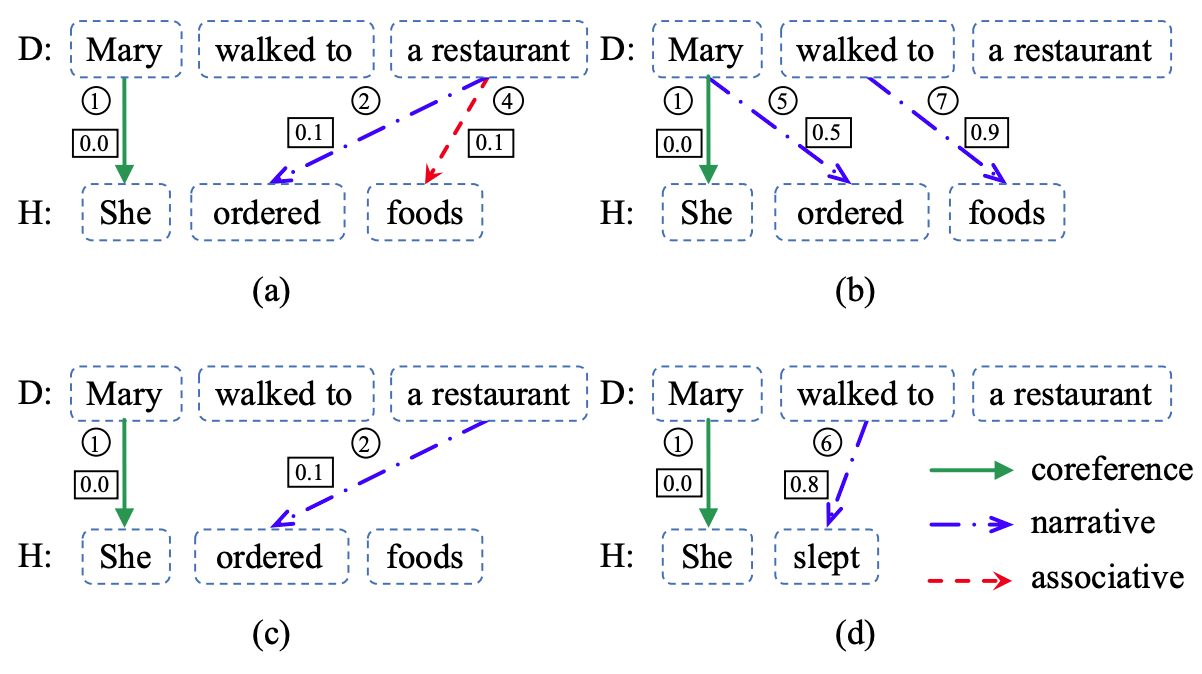 D: Mary walked to a restaurant
① ② ④
0.0 0.1 0.1
H: She ordered foods
(a)
D: Mary walked to a restaurant
① ⑤ ⑦
0.0 0.5 0.9
H: She ordered foods
(b)
D: Mary walked to a restaurant
① ②
0.0 0.1
H: She ordered foods
(c)
D: Mary walked to a restaurant
① ⑥
0.0 0.8
H: She slept
(d)
coreference
narrative
associative